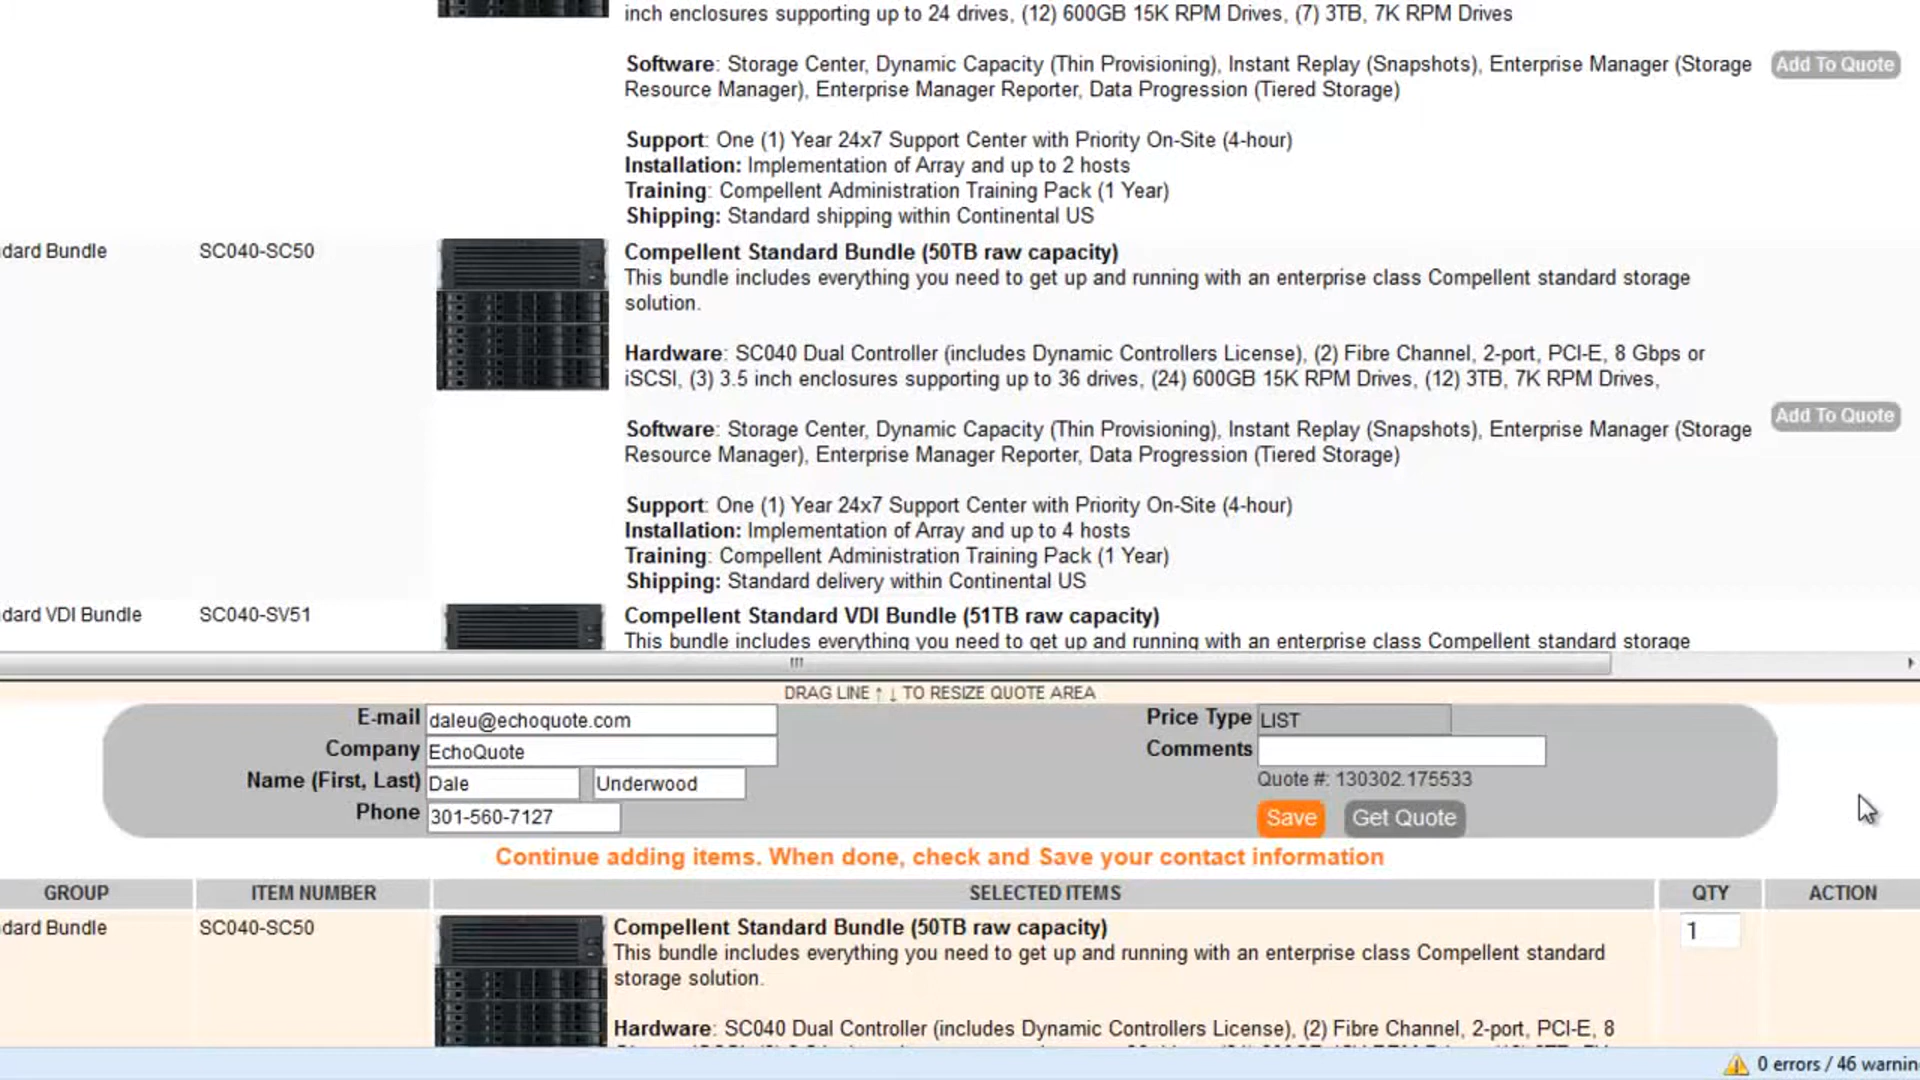 inch enclosures supporting up to 24 drives, (12) 600GB 15K RPM Drives, (7) 3TB, 7K RPM Drives
Software: Storage Center, Dynamic Capacity (Thin Provisioning), Instant Replay (Snapshots), Enterprise Manager (Storage
Resource Manager), Enterprise Manager Reporter, Data Progression (Tiered Storage)
Add To Quote
Support: One (1) Year 24x7 Support Center with Priority On-Site (4-hour)
Installation: Implementation of Array and up to 2 hosts
Training: Compellent Administration Training Pack (1 Year)
Shipping: Standard shipping within Continental US
dard Bundle
SC040-SC50
Compellent Standard Bundle (50TB raw capacity)
This bundle includes everything you need to get up and running with an enterprise class Compellent standard storage
solution.
Hardware: SC040 Dual Controller (includes Dynamic Controllers License), (2) Fibre Channel, 2-port, PCI-E, 8 Gbps or
iSCSI, (3) 3.5 inch enclosures supporting up to 36 drives, (24) 600GB 15K RPM Drives, (12) 3TB, 7K RPM Drives,
Add To Quote
Software: Storage Center, Dynamic Capacity (Thin Provisioning), Instant Replay (Snapshots), Enterprise Manager (Storage
Resource Manager), Enterprise Manager Reporter, Data Progression (Tiered Storage)
Support: One (1) Year 24x7 Support Center with Priority On-Site (4-hour)
Installation: Implementation of Array and up to 4 hosts
Training: Compellent Administration Training Pack (1 Year)
Shipping: Standard delivery within Continental US
dard VDI Bundle
SC040-SV51
Compellent Standard VDI Bundle (51TB raw capacity)
This bundle includes everything you need to get up and running with an enterprise class Compellent standard storage
DRAG LINE ↑ ↓ TO RESIZE QUOTE AREA
E-mail daleu@echoquote.com
Company EchoQuote
Name (First, Last) Dale Underwood
Phone 301-560-7127
Price Type LIST
Comments
Quote #: 130302.175533
Save Get Quote
Continue adding items. When done, check and Save your contact information
GROUP ITEM NUMBER SELECTED ITEMS QTY ACTION
dard Bundle
SC040-SC50
Compellent Standard Bundle (50TB raw capacity)
1
This bundle includes everything you need to get up and running with an enterprise class Compellent standard
storage solution.
Hardware: SC040 Dual Controller (includes Dynamic Controllers License), (2) Fibre Channel, 2-port, PCI-E, 8
0 errors / 46 warnin